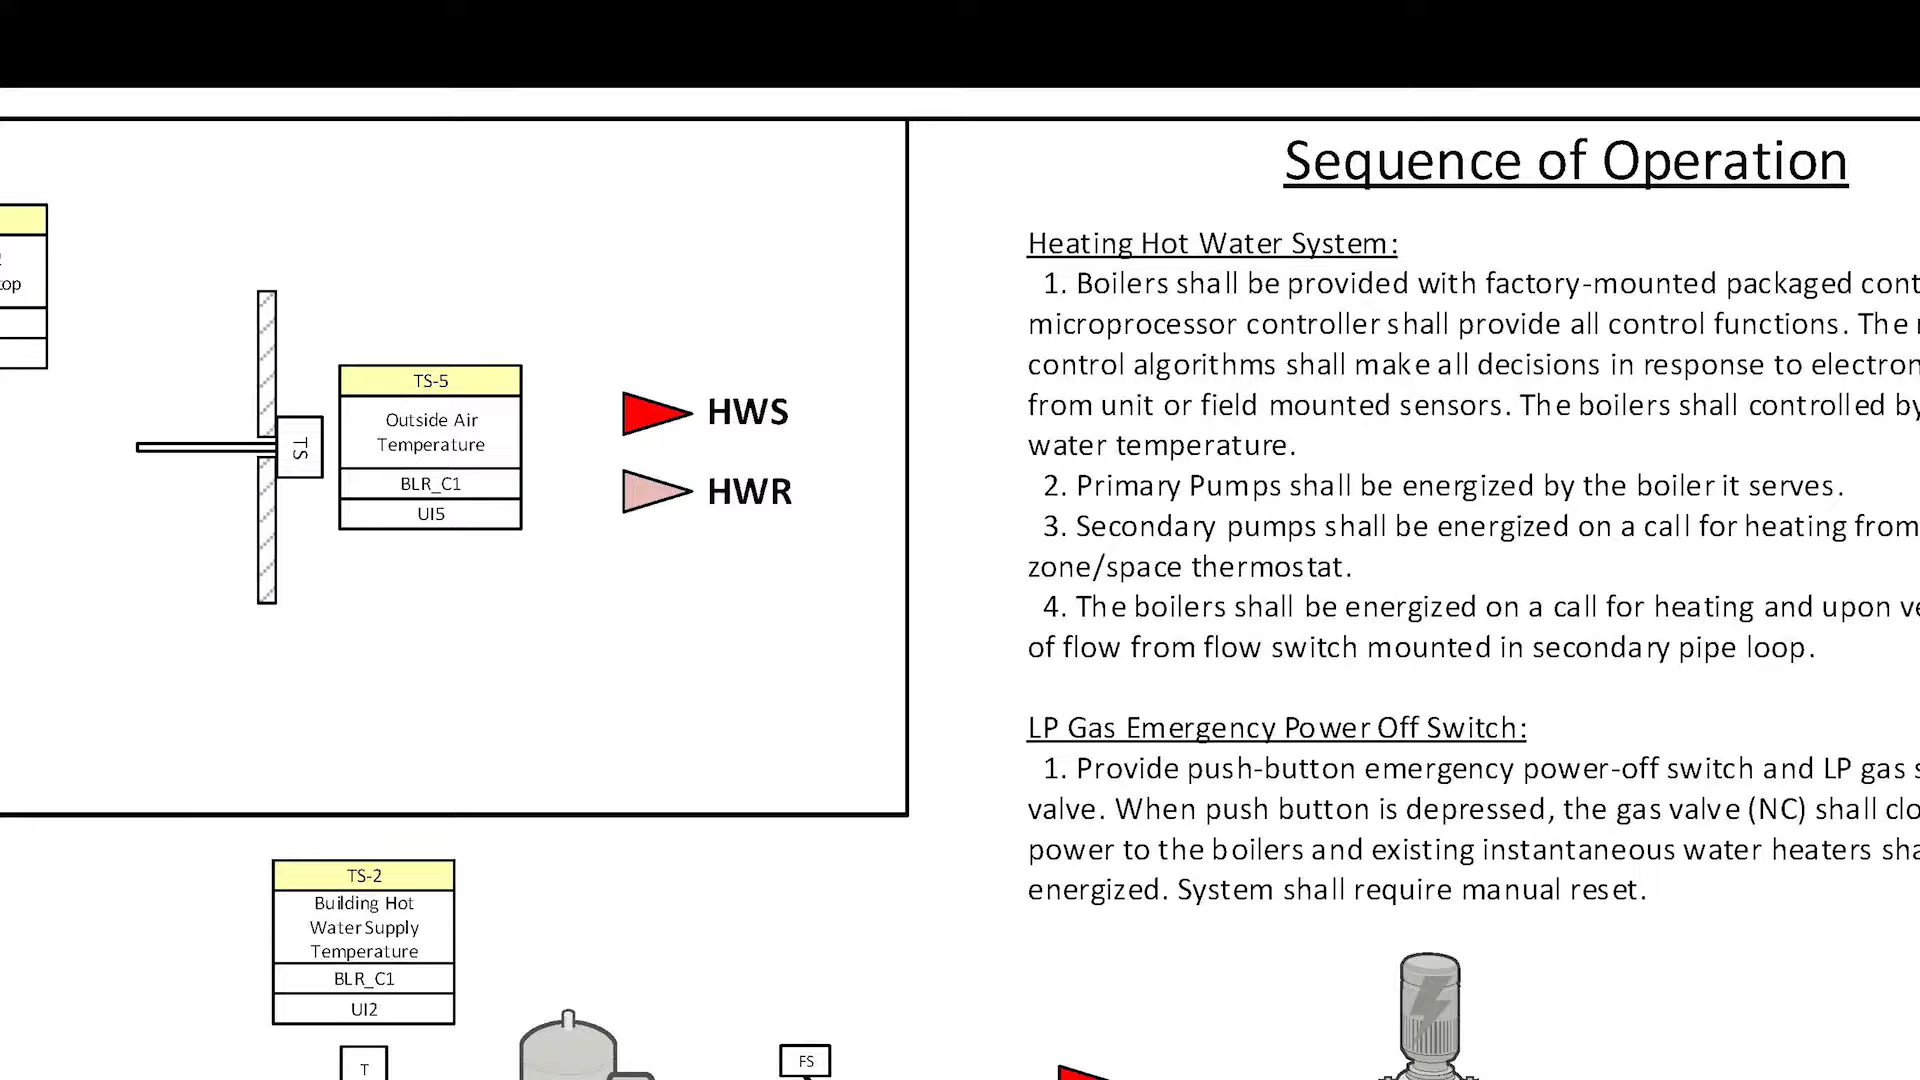 top
TS
TS-5
Outside Air
Temperature
BLR_C1
UI5
HWS
HWR
TS-2
Building Hot
Water Supply
Temperature
BLR_C1
UI2
T
FS
Sequence of Operation
Heating Hot Water System:
1. Boilers shall be provided with factory-mounted packaged
microprocessor controller shall provide all control functions. The
control algorithms shall make all decisions in response to
from unit or field mounted sensors. The boilers shall controlled by
water temperature.
2. Primary Pumps shall be energized by the boiler it serves.
3. Secondary pumps shall be energized on a call for heating from
zone/space thermostat.
4. The boilers shall be energized on a call for heating and upon
of flow from flow switch mounted in secondary pipe loop.
LP Gas Emergency Power Off Switch:
1. Provide push-button emergency power-off switch and LP gas
valve. When push button is depressed, the gas valve (NC) shall
power to the boilers and existing instantaneous water heaters
energized. System shall require manual reset.